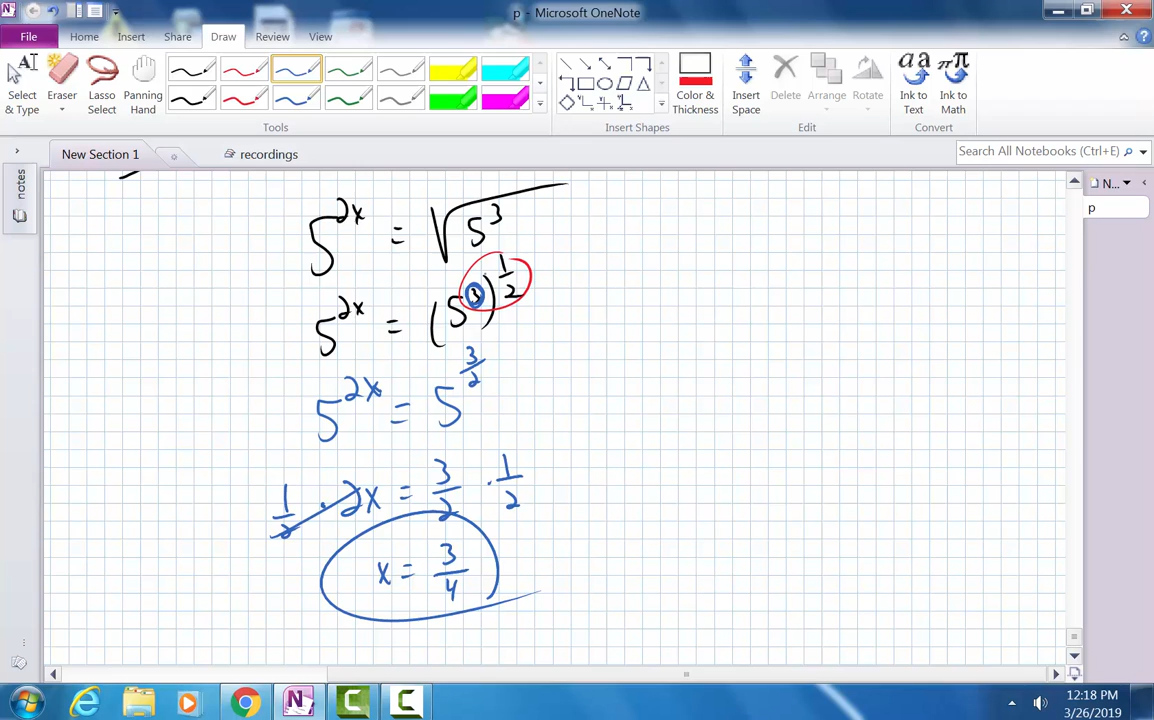 p - Microsoft OneNote
File Home Insert Share Draw Review View
Select & Type Eraser Lasso Select Panning Hand Color & Thickness Insert Space Delete Arrange Rotate Ink to Text Ink to Math
Tools Insert Shapes Edit Convert
New Section 1 recordings Search All Notebooks (Ctrl+E)
notes
N...
p
5^{2x} = √5^3
5^{2x} = (5^3)^{1/2}
5^{2x} = 5^{3/2}
1/2 · 2x = 3/2 · 1/2
x = 3/4
12:18 PM
3/26/2019